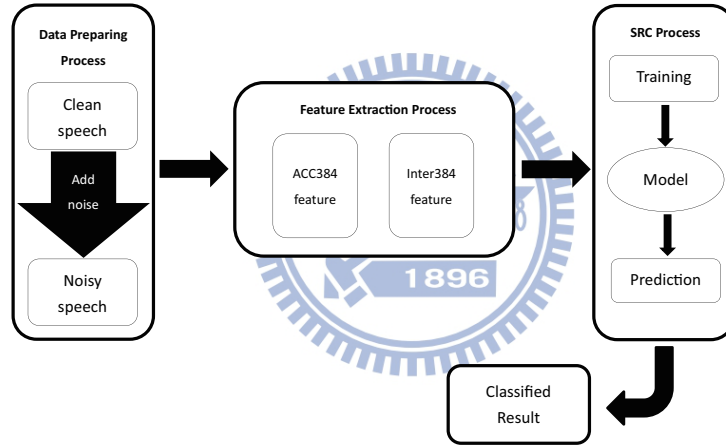 Data Preparing
Process
Clean
speech
Add
noise
Noisy
speech
Feature Extraction Process
ACC384
feature
Inter384
feature
1896
SRC Process
Training
Model
Prediction
Classified
Result